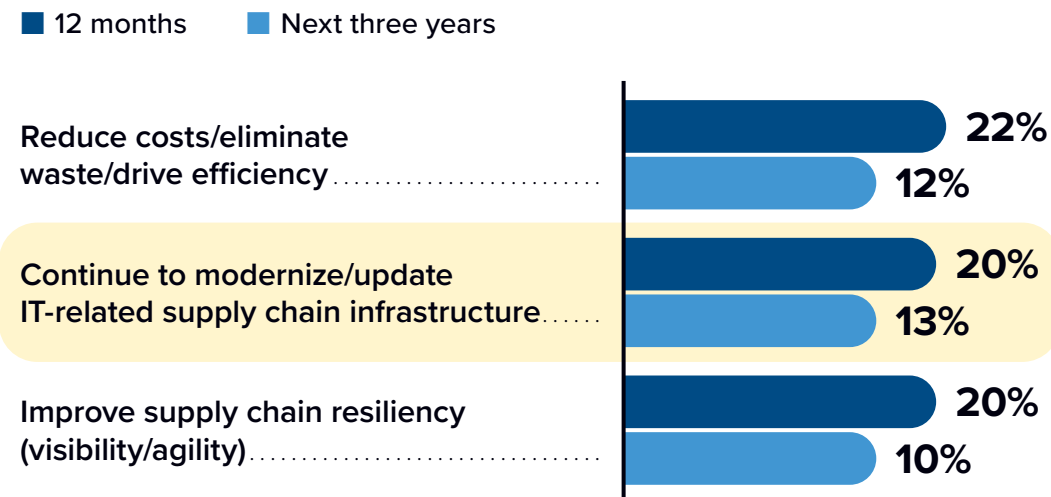 12 months Next three years
Reduce costs/eliminate
waste/drive efficiency
22%
12%
Continue to modernize/update
IT-related supply chain infrastructure
20%
13%
Improve supply chain resiliency
(visibility/agility)
20%
10%